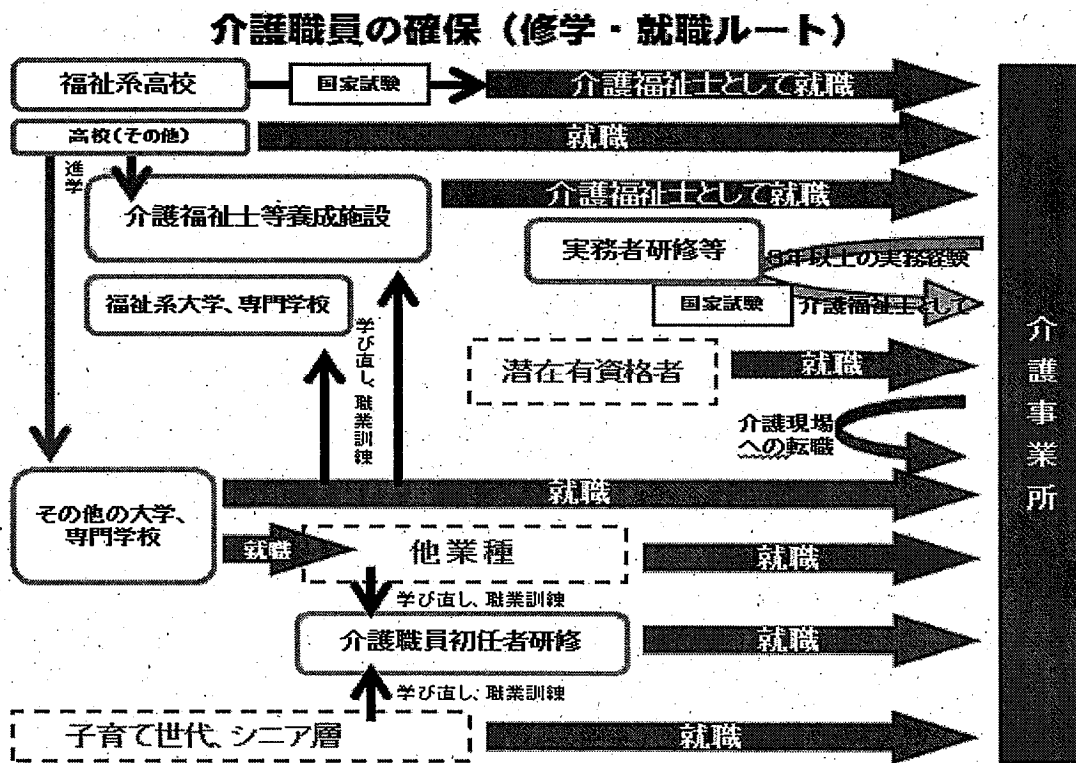 介護職員の確保（修学・就職ルート）
福祉系高校
国家試験
介護福祉士として就職
高校（その他）
就職
進学
介護福祉士等養成施設
介護福祉士として就職
実務者研修等
3年以上の実務経験
福祉系大学、専門学校
国家試験
介護福祉士として
学び直し、職業訓練
潜在有資格者
就職
介護現場
への転職
介護事業所
その他の大学、
専門学校
就職
就職
他業種
就職
学び直し、職業訓練
介護職員初任者研修
就職
学び直し、職業訓練
子育て世代、シニア層
就職